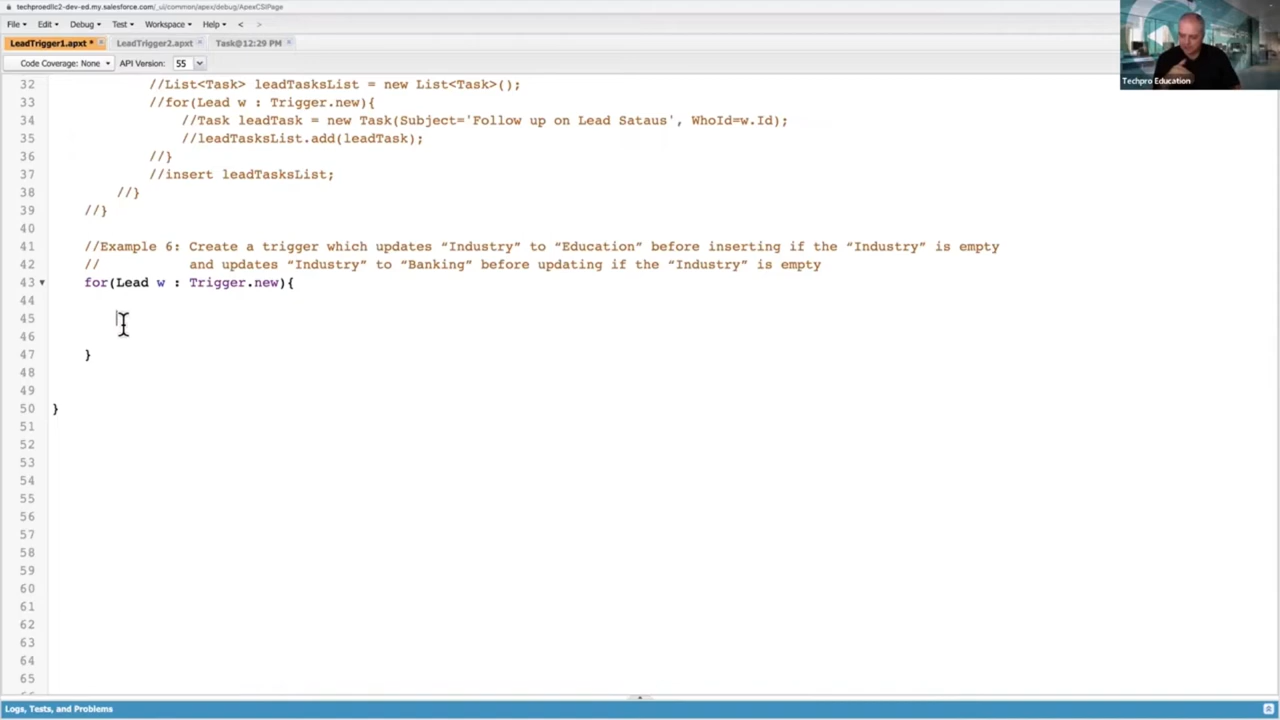 techproedllc2-dev-ed.my.salesforce.com/_ui/common/apex/debug/ApexCSIPage
File Edit Debug Test Workspace Help < >
LeadTrigger1.apxt * LeadTrigger2.apxt Task@12:29 PM
Code Coverage: None API Version: 55
Techpro Education
32 //List<Task> leadTasksList = new List<Task>();
33 //for(Lead w : Trigger.new){
34 //Task leadTask = new Task(Subject='Follow up on Lead Sataus', WhoId=w.Id);
35 //leadTasksList.add(leadTask);
36 //}
37 //insert leadTasksList;
38 //}
39 //}
40
41 //Example 6: Create a trigger which updates “Industry” to “Education” before inserting if the “Industry” is empty
42 // and updates “Industry” to “Banking” before updating if the “Industry” is empty
43 for(Lead w : Trigger.new){
44
45
46
47 }
48
49
50 }
51
52
53
54
55
56
57
58
59
60
61
62
63
64
65
Logs, Tests, and Problems